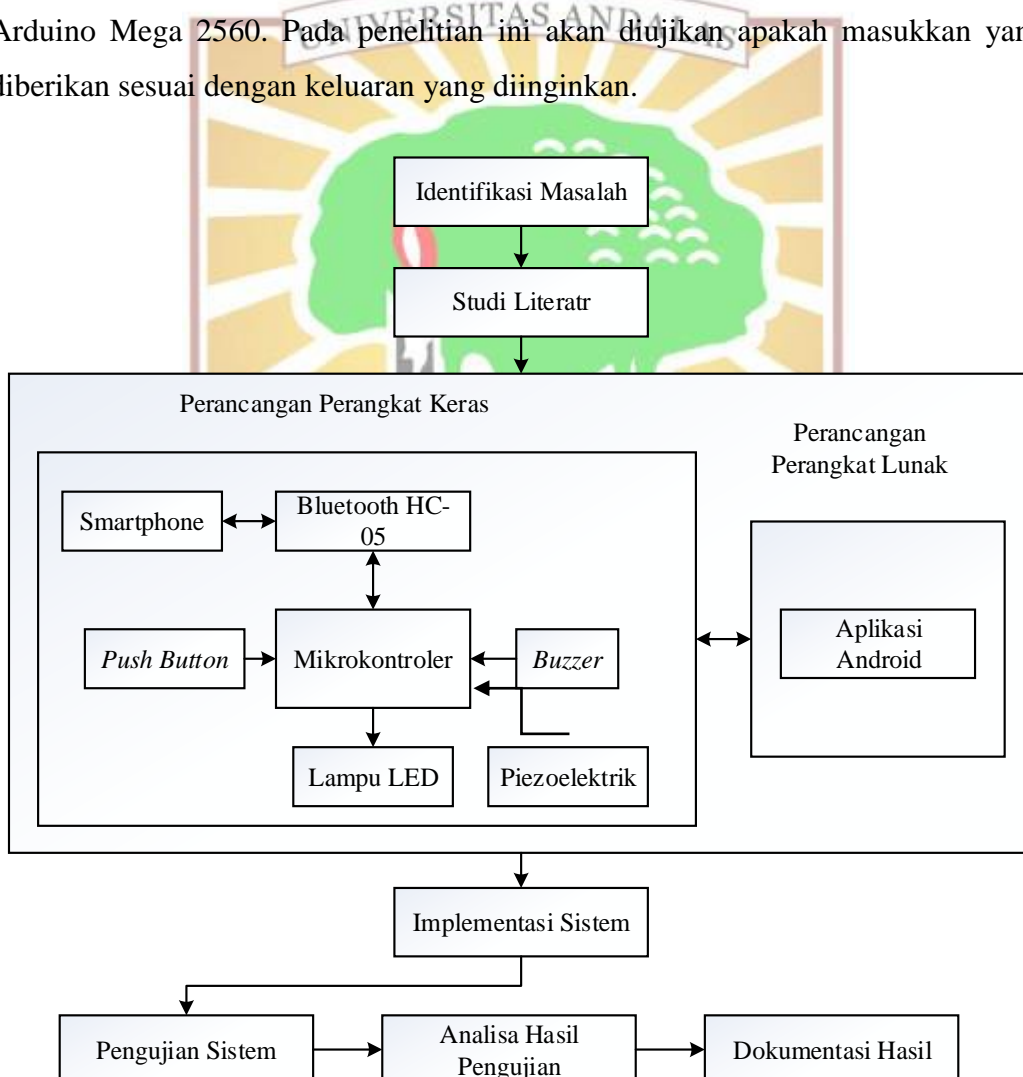 Arduino Mega 2560. Pada penelitian ini akan diujikan apakah masukkan yan
diberikan sesuai dengan keluaran yang diinginkan.
UNIVERSITAS ANDALAS
Identifikasi Masalah
Studi Literatr
Perancangan Perangkat Keras
Perancangan
Perangkat Lunak
Smartphone
Bluetooth HC-
05
Push Button
Mikrokontroler
Buzzer
Aplikasi
Android
Lampu LED
Piezoelektrik
Implementasi Sistem
Pengujian Sistem
Analisa Hasil
Pengujian
Dokumentasi Hasil